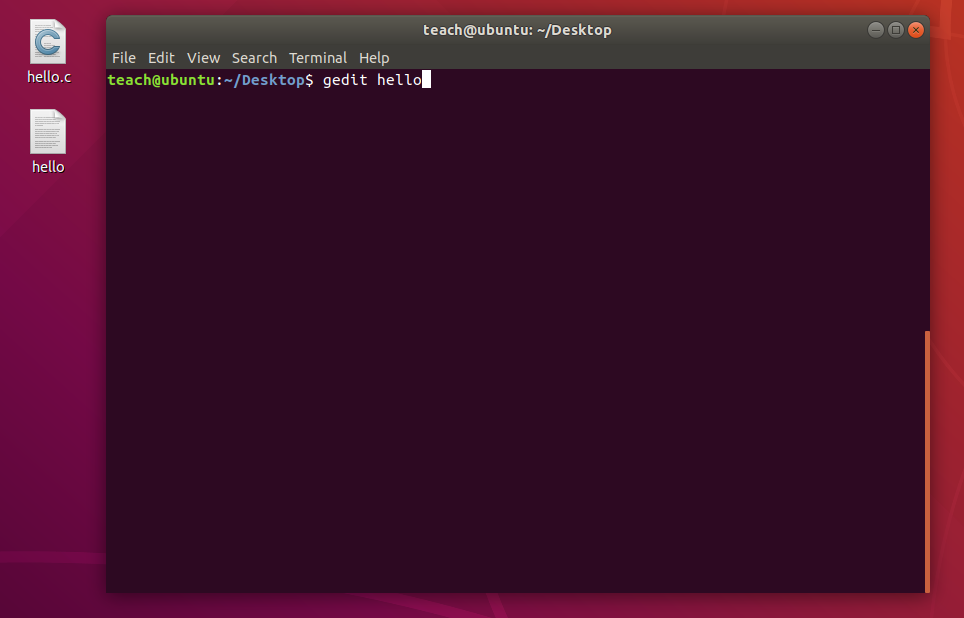 hello.c
hello
teach@ubuntu: ~/Desktop
File Edit View Search Terminal Help
teach@ubuntu:~/Desktop$ gedit hello